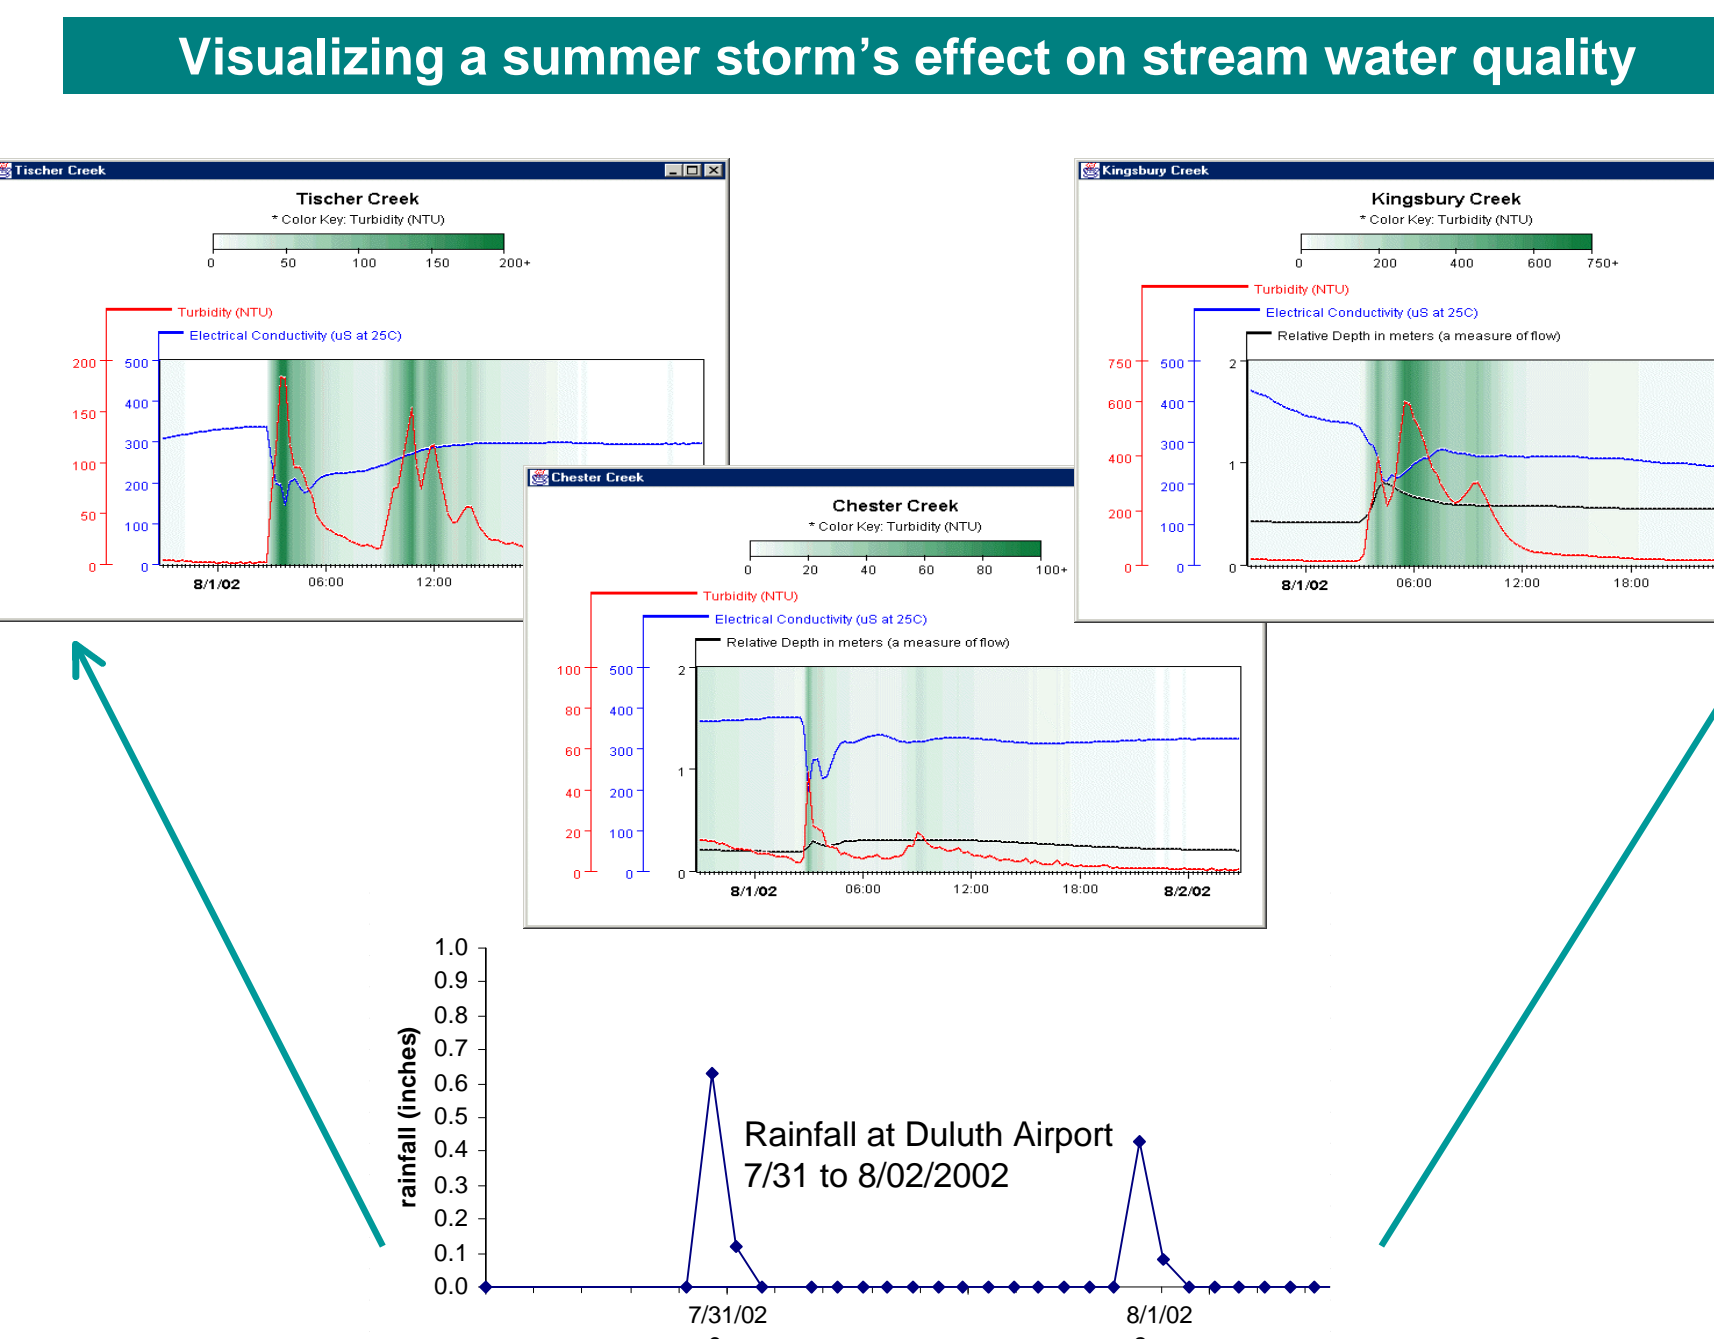 Visualizing a summer storm's effect on stream water quality
Tischer Creek
Tischer Creek
* Color Key: Turbidity (NTU)
0 50 100 150 200+
Turbidity (NTU)
Electrical Conductivity (uS at 25C)
200 500
400
150
300
100
200
50
100
0 0
8/1/02 06:00 12:00
Kingsbury Creek
Kingsbury Creek
* Color Key: Turbidity (NTU)
0 200 400 600 750+
Turbidity (NTU)
Electrical Conductivity (uS at 25C)
Relative Depth in meters (a measure of flow)
750 500 2
600 400
300
400 1
200
200
100
0 0 0
8/1/02 06:00 12:00 18:00
Chester Creek
Chester Creek
* Color Key: Turbidity (NTU)
0 20 40 60 80 100+
Turbidity (NTU)
Electrical Conductivity (uS at 25C)
Relative Depth in meters (a measure of flow)
100 500 2
80 400
60 300
1
40 200
20 100
0 0 0
8/1/02 06:00 12:00 18:00 8/2/02
rainfall (inches)
1.0
0.9
0.8
0.7
0.6
0.5
0.4
0.3
0.2
0.1
0.0
Rainfall at Duluth Airport
7/31 to 8/02/2002
7/31/02 8/1/02